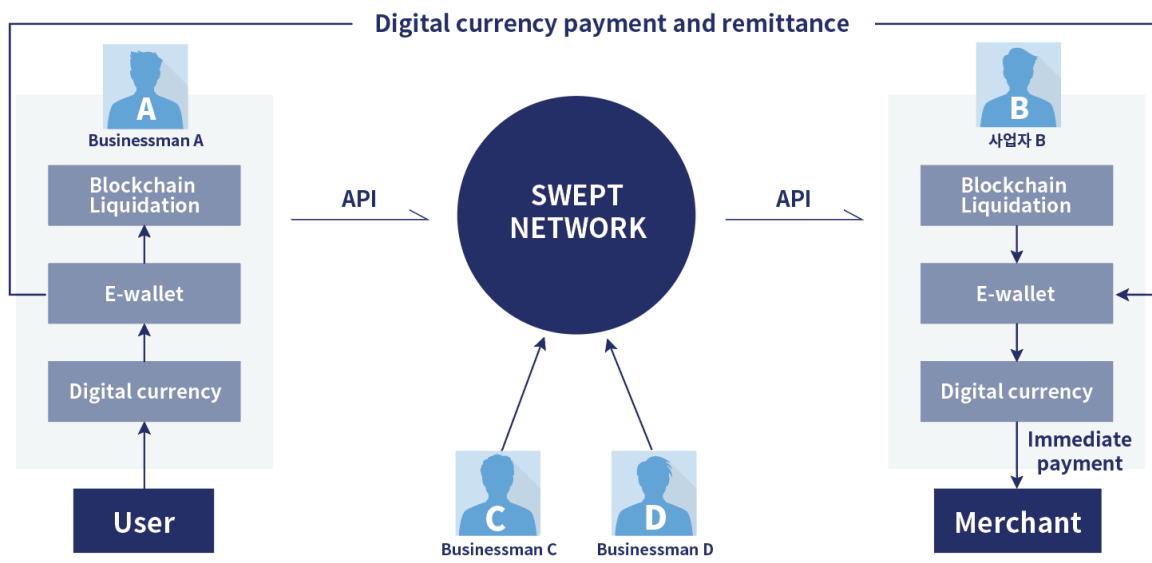 Digital currency payment and remittance
A
Businessman A
Blockchain
Liquidation
E-wallet
Digital currency
User
API
SWEPT
NETWORK
API
C
Businessman C
D
Businessman D
B
사업자 B
Blockchain
Liquidation
E-wallet
Digital currency
Immediate
payment
Merchant